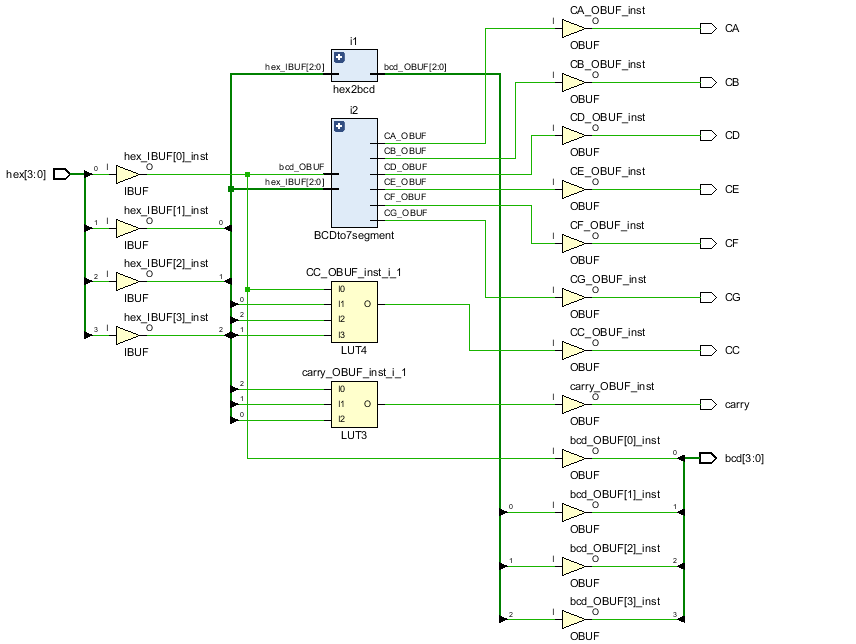 CA_OBUF_inst
I O CA
OBUF
i1
CB_OBUF_inst
hex_IBUF[2:0] bcd_OBUF[2:0]
I O CB
hex2bcd
OBUF
i2
CD_OBUF_inst
CA_OBUF
I O CD
CB_OBUF
OBUF
hex_IBUF[0]_inst
bcd_OBUF CD_OBUF
CE_OBUF_inst
hex[3:0] 0 I O
hex_IBUF[2:0] CE_OBUF
I O CE
IBUF
CF_OBUF
OBUF
hex_IBUF[1]_inst
CG_OBUF
CF_OBUF_inst
1 I O 0
BCDto7segment
I O CF
IBUF
OBUF
hex_IBUF[2]_inst
CC_OBUF_inst_i_1
CG_OBUF_inst
2 I O 1
I0
I O CG
IBUF
0 I1 O
OBUF
hex_IBUF[3]_inst
2 I2
CC_OBUF_inst
3 I O 2
1 I3
I O CC
IBUF
LUT4
OBUF
carry_OBUF_inst_i_1
carry_OBUF_inst
2 I0
1 I1 O
I O carry
0 I2
OBUF
LUT3
bcd_OBUF[0]_inst
I O 0 bcd[3:0]
OBUF
bcd_OBUF[1]_inst
0 I O 1
OBUF
bcd_OBUF[2]_inst
1 I O 2
OBUF
bcd_OBUF[3]_inst
2 I O 3
OBUF